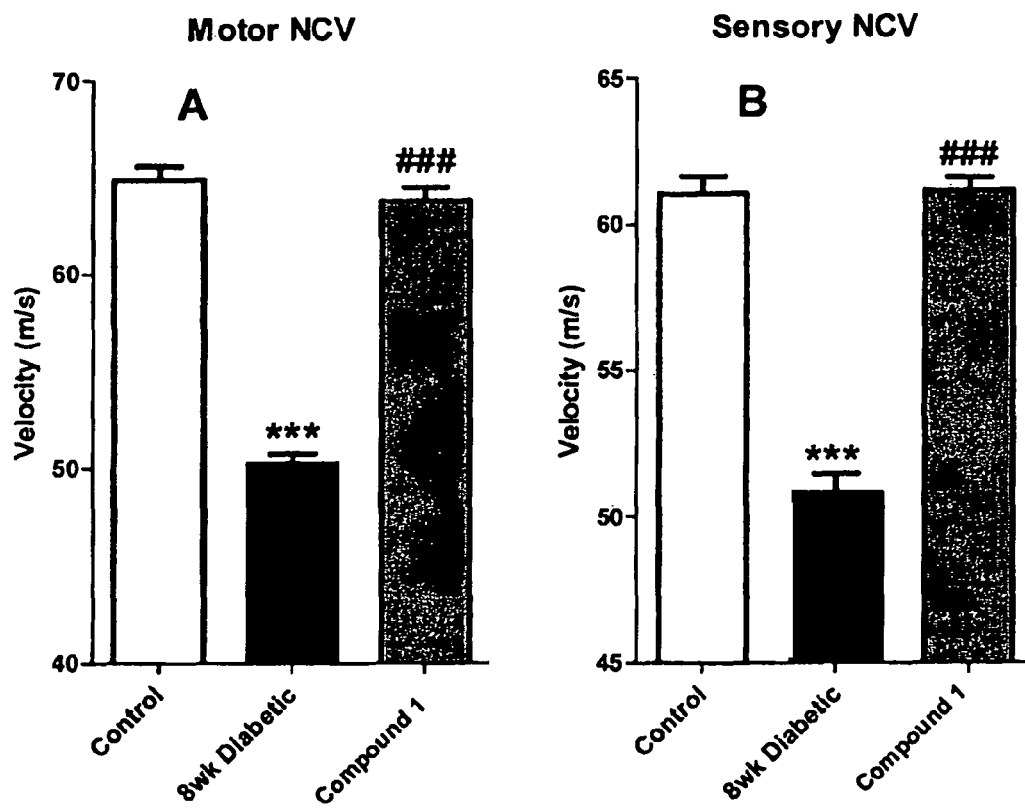 Motor NCV
A
Velocity (m/s)
70
60
50
40
***
###
Control
8wk Diabetic
Compound 1
Sensory NCV
B
Velocity (m/s)
65
60
55
50
45
***
###
Control
8wk Diabetic
Compound 1